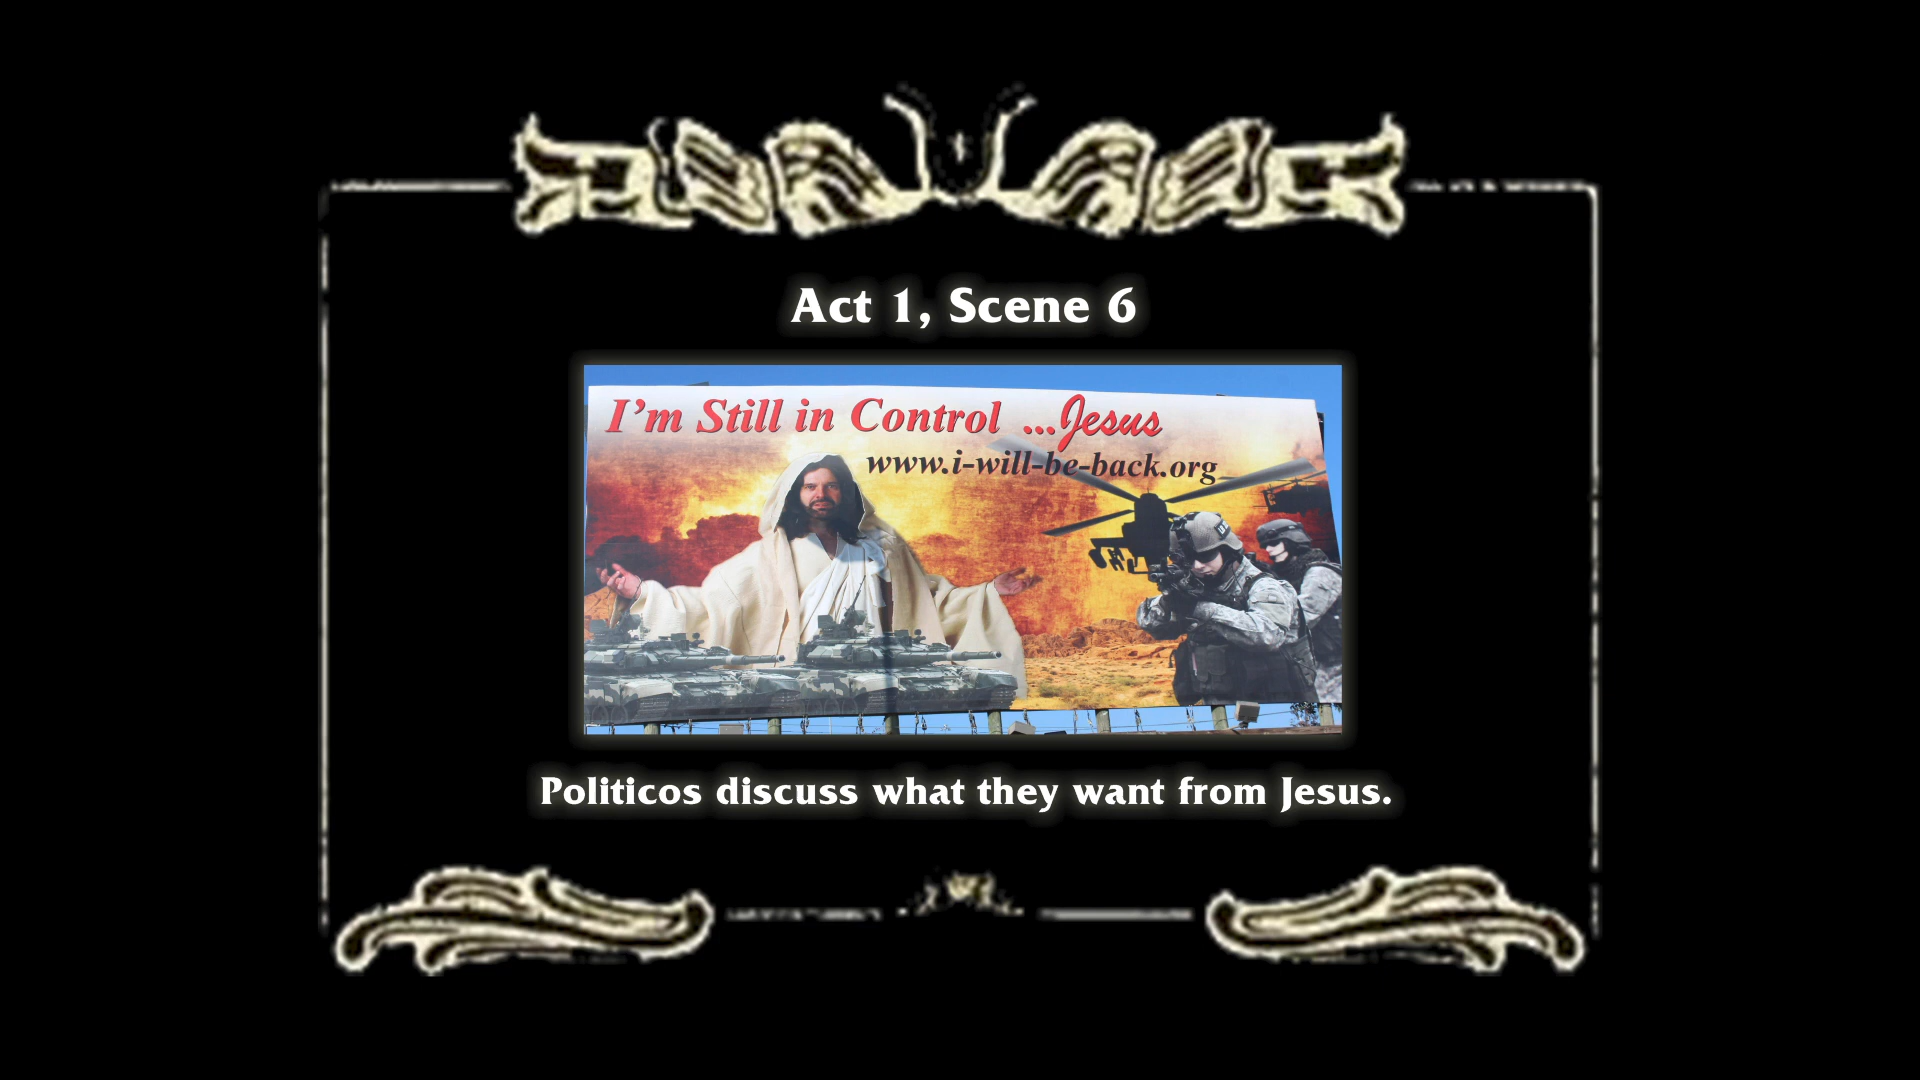 Act 1, Scene 6
I'm Still in Control ...Jesus
www.i-will-be-back.org
Politicos discuss what they want from Jesus.